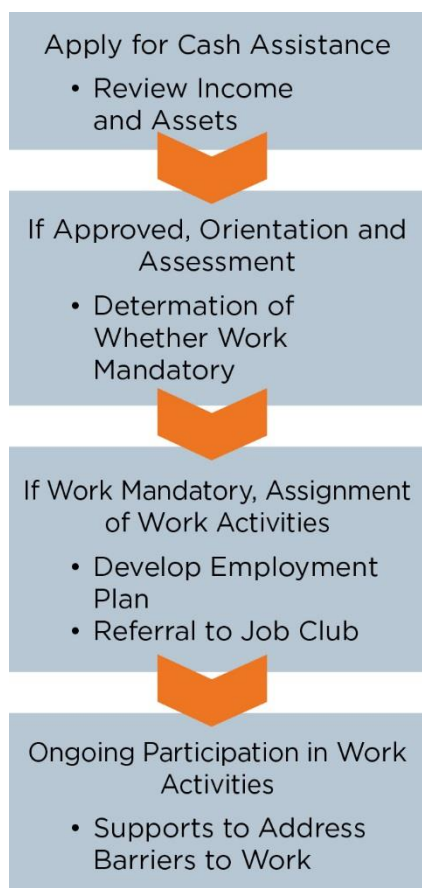 Apply for Cash Assistance
• Review Income
and Assets
If Approved, Orientation and
Assessment
• Determation of
Whether Work
Mandatory
If Work Mandatory, Assignment
of Work Activities
• Develop Employment
Plan
• Referral to Job Club
Ongoing Participation in Work
Activities
• Supports to Address
Barriers to Work